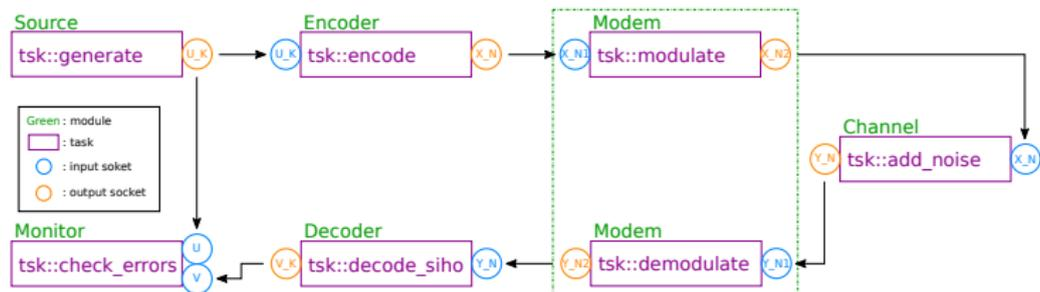 Source
Encoder
Modem
tsk::generate
U_K
U_K
tsk::encode
X_N
X_N1
tsk::modulate
X_N2
Channel
Y_N
tsk::add_noise
X_N
Green : module
: task
: input soket
: output socket
Monitor
Decoder
Modem
tsk::check_errors
U
V
V_K
tsk::decode_siho
Y_N
Y_N2
tsk::demodulate
Y_N1